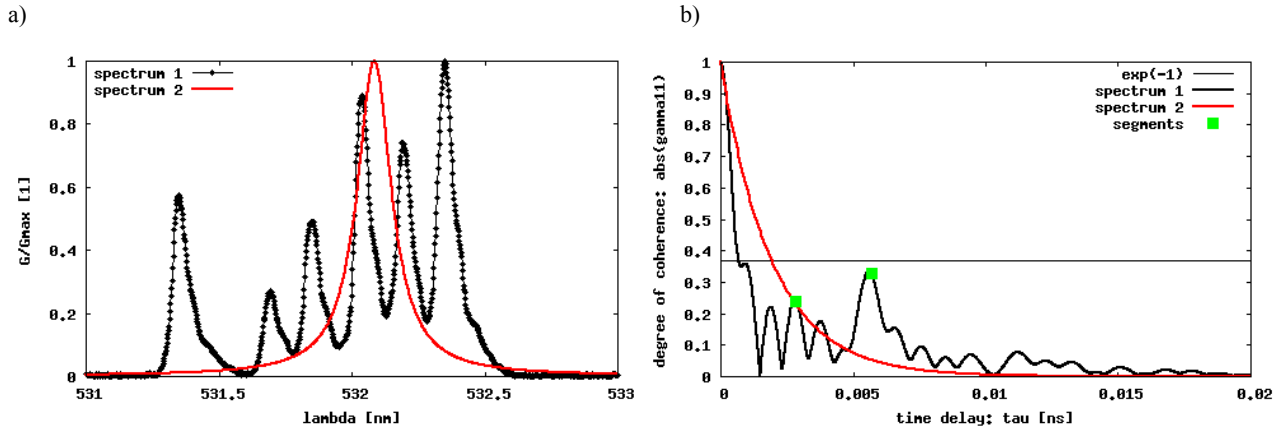 a)
b)
spectrum 1
spectrum 2
G/Gmax [1]
1
0.8
0.6
0.4
0.2
0
531
531.5
532
532.5
533
lambda [nm]
exp(-1)
spectrum 1
spectrum 2
segments
degree of coherence: abs(gamma11)
1
0.9
0.8
0.7
0.6
0.5
0.4
0.3
0.2
0.1
0
0
0.005
0.01
0.015
0.02
time delay: tau [ns]